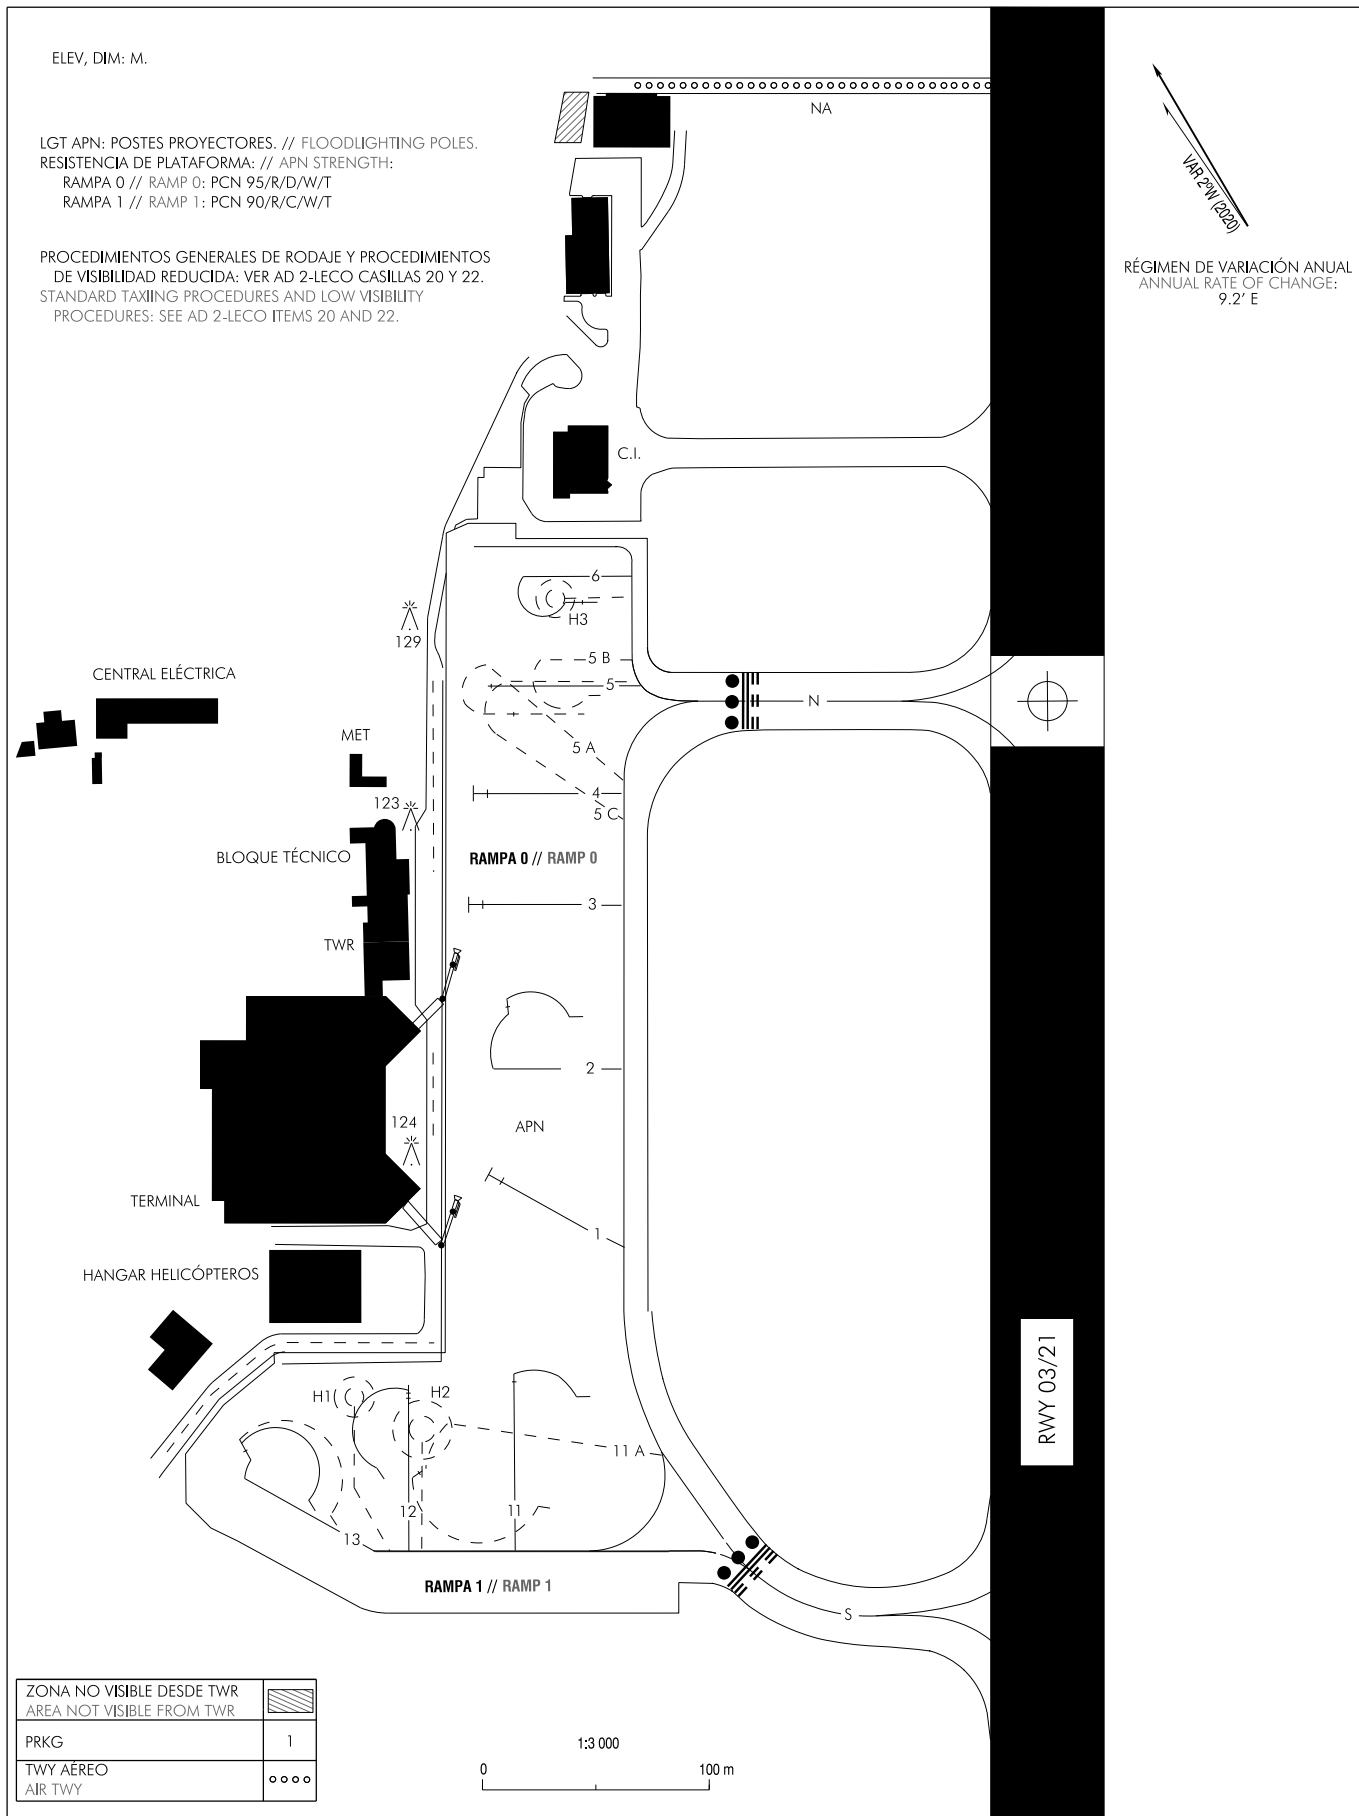 ELEV, DIM: M.
LGT APN: POSTES PROYECTORES. // FLOODLIGHTING POLES.
RESISTENCIA DE PLATAFORMA: // APN STRENGTH:
RAMPA 0 // RAMP 0: PCN 95/R/D/W/T
RAMPA 1 // RAMP 1: PCN 90/R/C/W/T
PROCEDIMIENTOS GENERALES DE RODAJE Y PROCEDIMIENTOS
DE VISIBILIDAD REDUCIDA: VER AD 2-LECO CASILLAS 20 Y 22.
STANDARD TAXIING PROCEDURES AND LOW VISIBILITY
PROCEDURES: SEE AD 2-LECO ITEMS 20 AND 22.
NA
VAR 2°W (2020)
RÉGIMEN DE VARIACIÓN ANUAL
ANNUAL RATE OF CHANGE:
9.2' E
C.I.
6
H3
129
5 B
5
CENTRAL ELÉCTRICA
N
MET
5 A
4
123
5 C
BLOQUE TÉCNICO
RAMPA 0 // RAMP 0
3
TWR
2
124
APN
TERMINAL
1
HANGAR HELICÓPTEROS
RWY 03/21
H1
H2
11 A
12
11
13
RAMPA 1 // RAMP 1
S
ZONA NO VISIBLE DESDE TWR
AREA NOT VISIBLE FROM TWR
PRKG 1
TWY AÉREO
AIR TWY
1:3 000
0 100 m